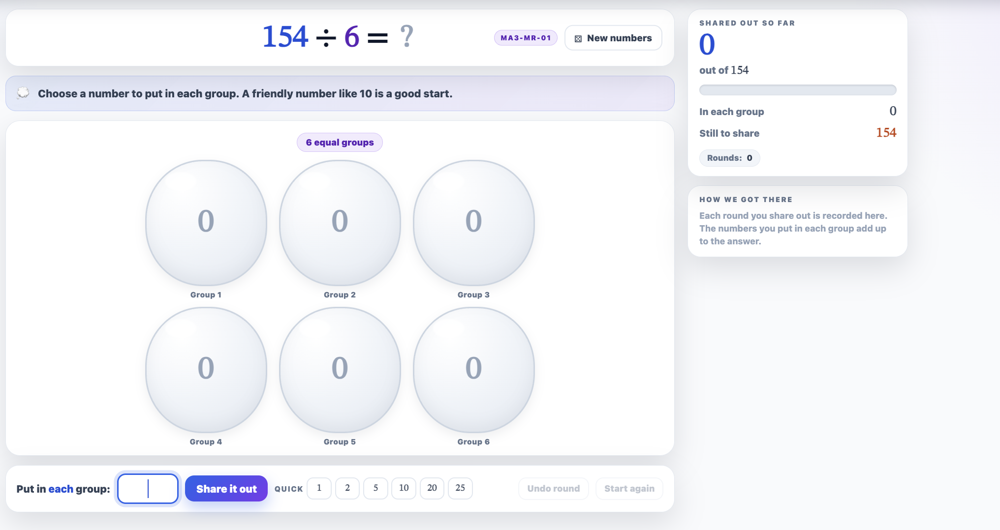 154 ÷ 6 = ?
MA3-MR-01
New numbers
Choose a number to put in each group. A friendly number like 10 is a good start.
6 equal groups
0 0 0
Group 1 Group 2 Group 3
0 0 0
Group 4 Group 5 Group 6
Put in each group:
Share it out
QUICK 1 2 5 10 20 25
Undo round
Start again
SHARED OUT SO FAR
0
out of 154
In each group 0
Still to share 154
Rounds: 0
HOW WE GOT THERE
Each round you share out is recorded here.
The numbers you put in each group add up
to the answer.